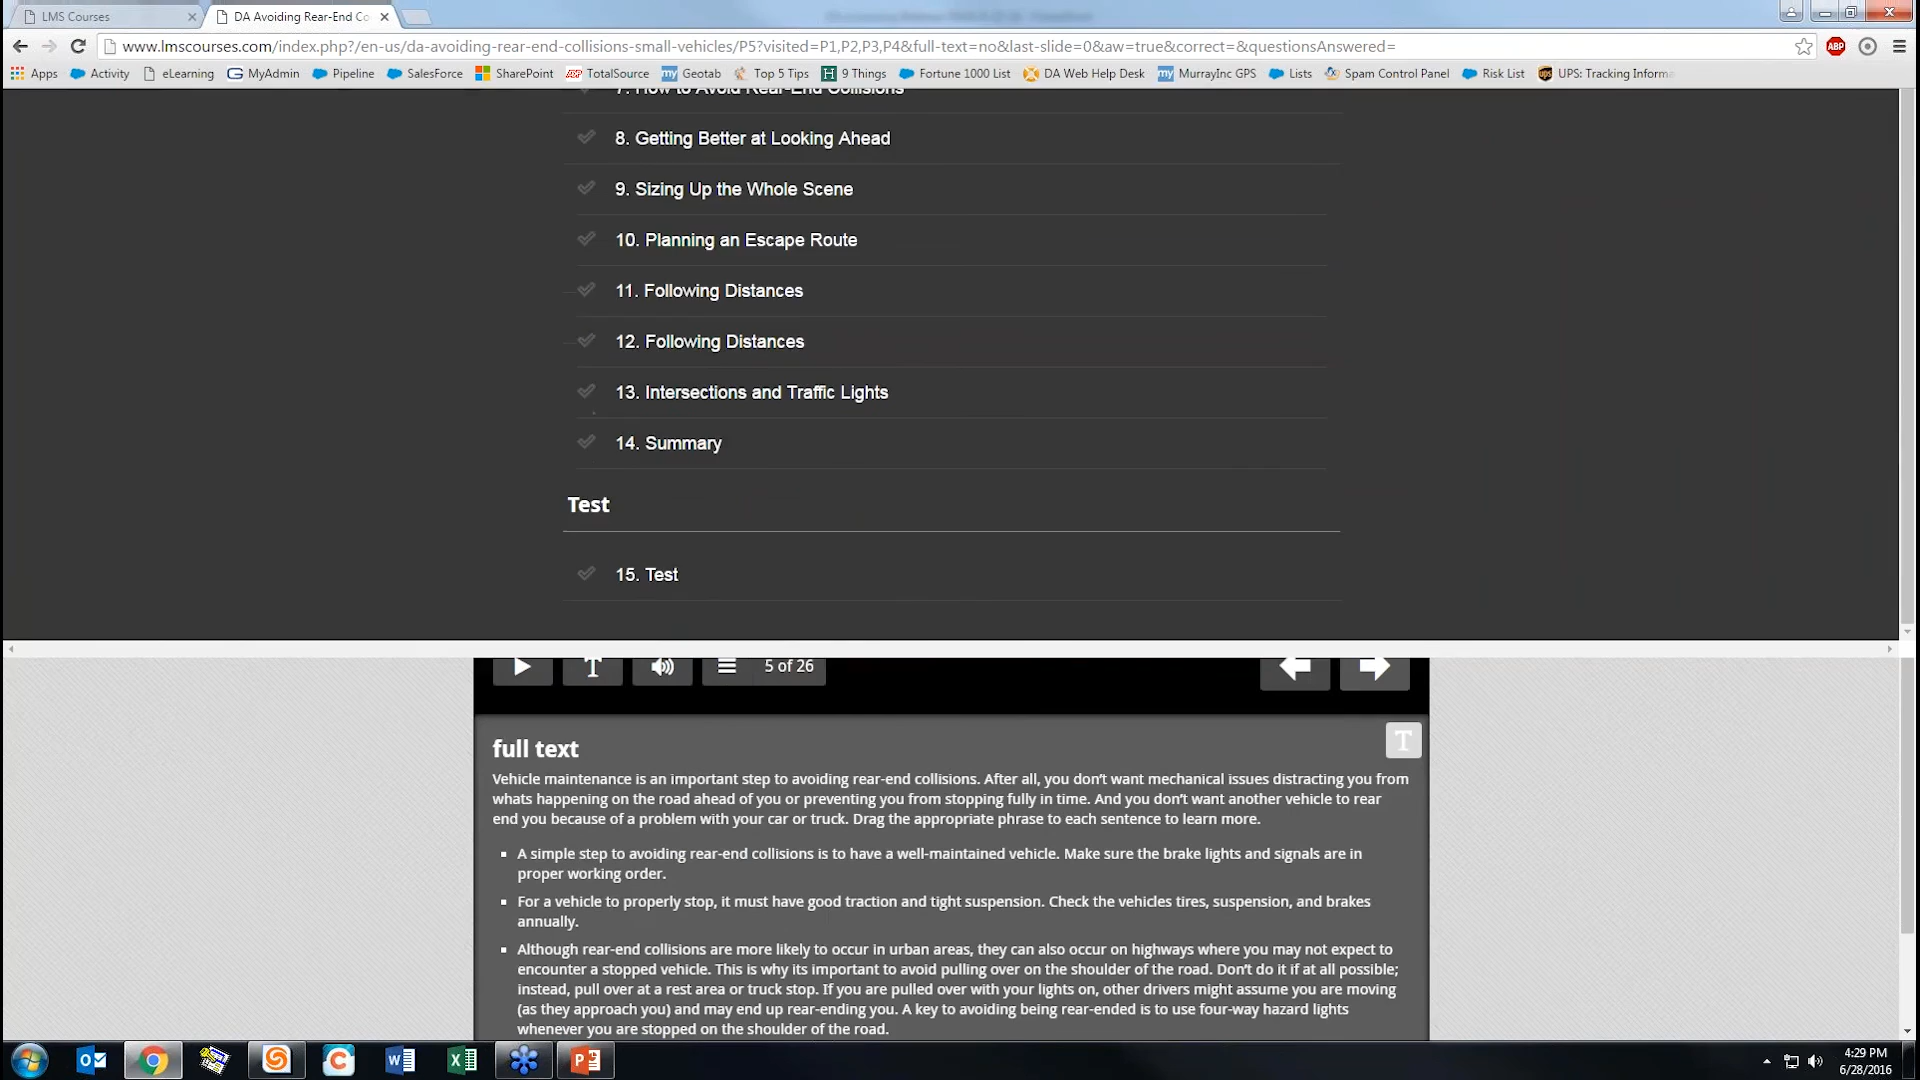 LMS Courses
DA Avoiding Rear-End Co
www.lmscourses.com/index.php?/en-us/da-avoiding-rear-end-collisions-small-vehicles/P5?visited=P1,P2,P3,P4&full-text=no&last-slide=0&aw=true&correct=&questionsAnswered=
ABP
Apps Activity eLearning MyAdmin Pipeline SalesForce SharePoint TotalSource Geotab Top 5 Tips 9 Things Fortune 1000 List DA Web Help Desk MurrayInc GPS Lists Spam Control Panel Risk List UPS: Tracking Informa
7. How to Avoid Rear-End Collisions
8. Getting Better at Looking Ahead
9. Sizing Up the Whole Scene
10. Planning an Escape Route
11. Following Distances
12. Following Distances
13. Intersections and Traffic Lights
14. Summary
Test
15. Test
T 5 of 26
full text
T
Vehicle maintenance is an important step to avoiding rear-end collisions. After all, you don't want mechanical issues distracting you from
whats happening on the road ahead of you or preventing you from stopping fully in time. And you don't want another vehicle to rear
end you because of a problem with your car or truck. Drag the appropriate phrase to each sentence to learn more.
A simple step to avoiding rear-end collisions is to have a well-maintained vehicle. Make sure the brake lights and signals are in
proper working order.
For a vehicle to properly stop, it must have good traction and tight suspension. Check the vehicles tires, suspension, and brakes
annually.
Although rear-end collisions are more likely to occur in urban areas, they can also occur on highways where you may not expect to
encounter a stopped vehicle. This is why its important to avoid pulling over on the shoulder of the road. Don't do it if at all possible;
instead, pull over at a rest area or truck stop. If you are pulled over with your lights on, other drivers might assume you are moving
(as they approach you) and may end up rear-ending you. A key to avoiding being rear-ended is to use four-way hazard lights
whenever you are stopped on the shoulder of the road.
4:29 PM
6/28/2016